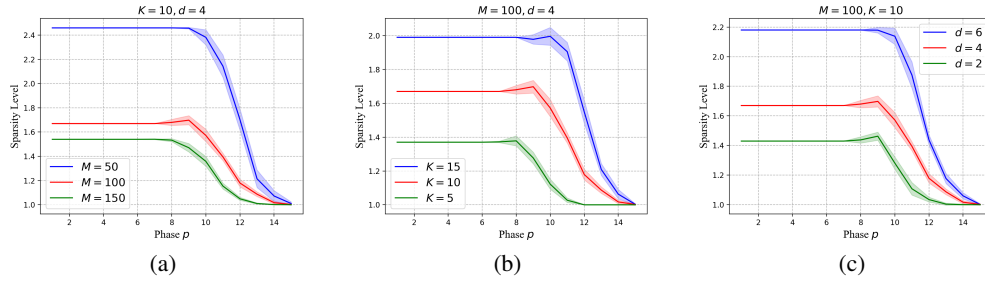 K = 10, d = 4
Sparsity Level
2.4
2.2
2.0
1.8
1.6
1.4
1.2
1.0
M = 50
M = 100
M = 150
2 4 6 8 10 12 14
Phase p
(a)
M = 100, d = 4
Sparsity Level
2.0
1.8
1.6
1.4
1.2
1.0
K = 15
K = 10
K = 5
2 4 6 8 10 12 14
Phase p
(b)
M = 100, K = 10
Sparsity Level
2.2
2.0
1.8
1.6
1.4
1.2
1.0
d = 6
d = 4
d = 2
2 4 6 8 10 12 14
Phase p
(c)